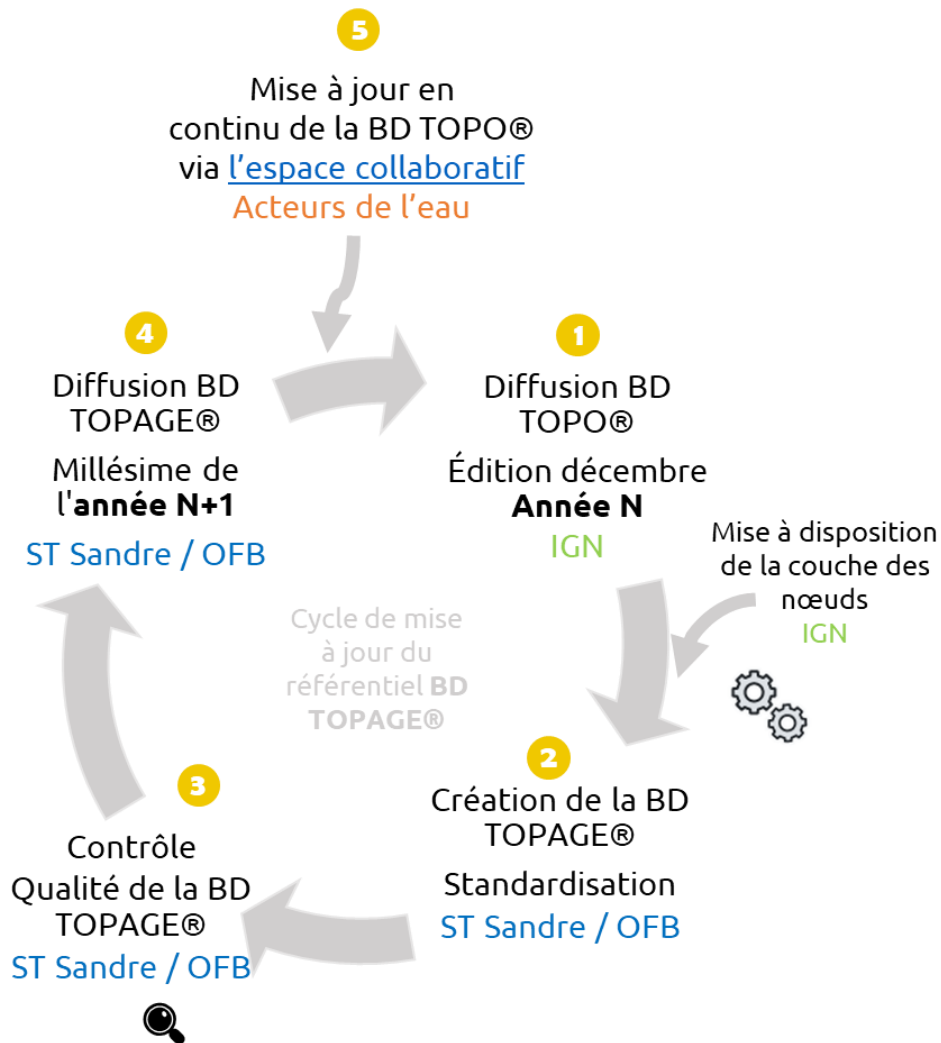 5
Mise à jour en
continu de la BD TOPO®
via l'espace collaboratif
Acteurs de l'eau
1
Diffusion BD
TOPO®
Édition décembre
Année N
IGN
Mise à disposition
de la couche des
nœuds
IGN
2
Création de la BD
TOPAGE®
Standardisation
ST Sandre / OFB
3
Contrôle
Qualité de la BD
TOPAGE®
ST Sandre / OFB
4
Diffusion BD
TOPAGE®
Millésime de
l'année N+1
ST Sandre / OFB
Cycle de mise
à jour du
référentiel BD
TOPAGE®